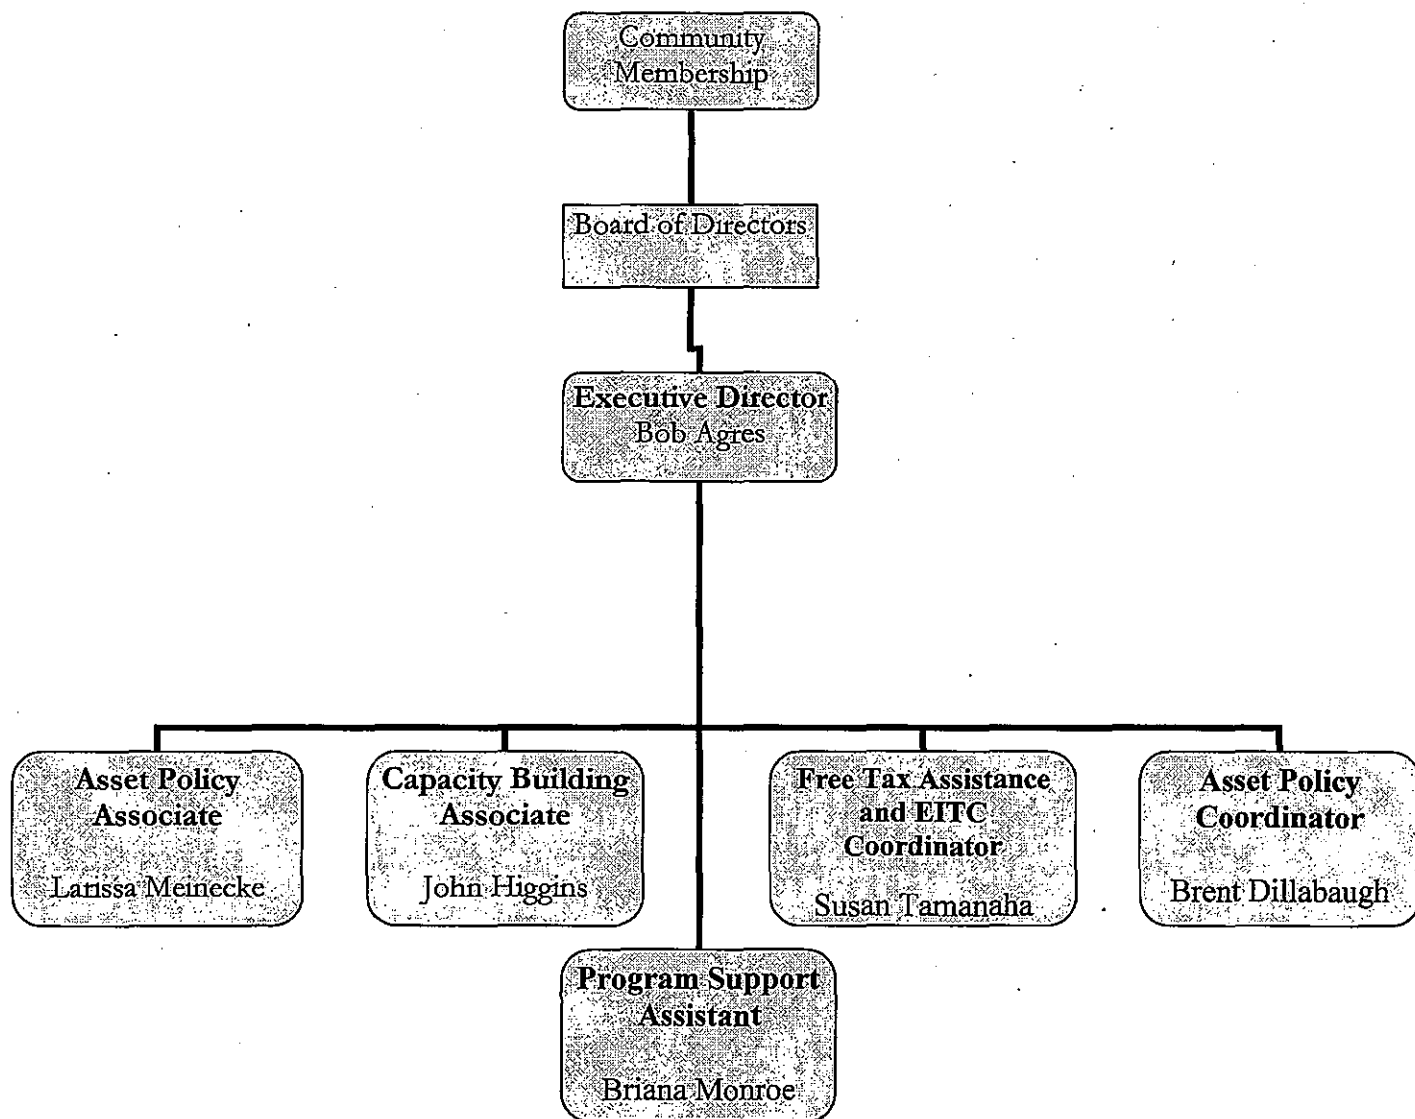 Community
Membership
Board of Directors
Executive Director
Bob Agres
Asset Policy
Associate
Larissa Meinecke
Capacity Building
Associate
John Higgins
Free Tax Assistance
and EITC
Coordinator
Susan Tamanaha
Asset Policy
Coordinator
Brent Dillabaugh
Program Support
Assistant
Briana Monroe